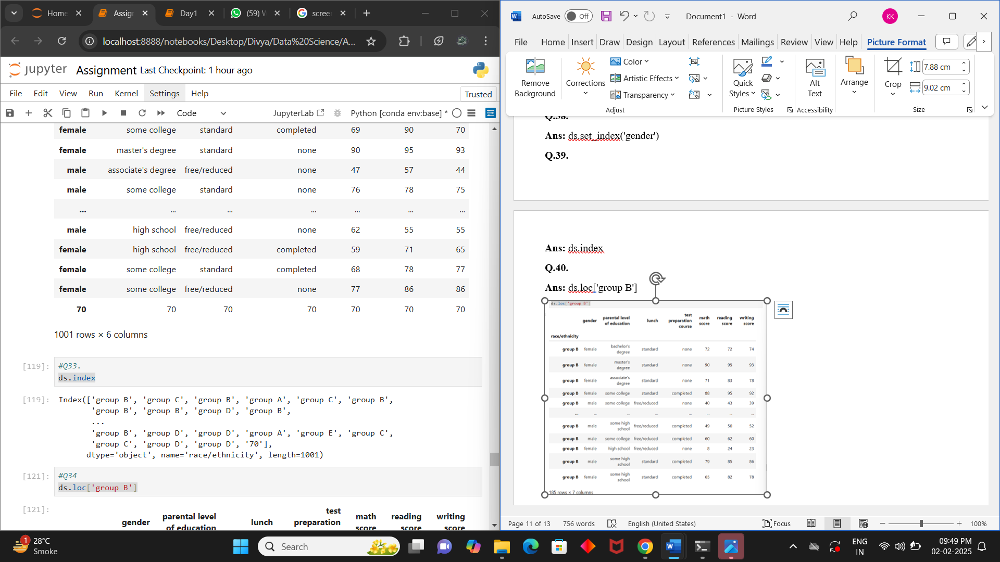 Home
Assign
Day1
(59) W
screen
localhost:8888/notebooks/Desktop/Divya/Data%20Science/A...
jupyter Assignment Last Checkpoint: 1 hour ago
File Edit View Run Kernel Settings Help
Trusted
Code
JupyterLab
Python [conda env:base] *
female some college standard completed 69 90 70
female master's degree standard none 90 95 93
male associate's degree free/reduced none 47 57 44
male some college standard none 76 78 75
... ... ... ... ... ... ...
male high school free/reduced none 62 55 55
female high school free/reduced completed 59 71 65
female some college standard completed 68 78 77
female some college free/reduced none 77 86 86
70 70 70 70 70 70 70
1001 rows × 6 columns
[119]: #Q33.
ds.index
[119]: Index(['group B', 'group C', 'group B', 'group A', 'group C', 'group B',
'group B', 'group B', 'group D', 'group B',
...
'group B', 'group D', 'group D', 'group A', 'group E', 'group C',
'group C', 'group D', 'group D', '70'],
dtype='object', name='race/ethnicity', length=1001)
[121]: #Q34
ds.loc['group B']
[121]:
test
gender parental level lunch preparation math reading writing
of education score score score
AutoSave Off
Document1 - Word
KK
File Home Insert Draw Design Layout References Mailings Review View Help Picture Format
Remove
Background
Corrections
Color
Artistic Effects
Transparency
Adjust
Quick
Styles
Picture Styles
Alt
Text
Accessibility
Arrange
Crop
7.88 cm
9.02 cm
Size
Q.38.
Ans: ds.set_index('gender')
Q.39.
Ans: ds.index
Q.40.
Ans: ds.loc['group B']
ds.loc['group B']
gender parental level of education lunch test preparation course math score reading score writing score
race/ethnicity
group B female bachelor's degree standard none 72 72 74
group B female master's degree standard none 90 95 93
group B female associate's degree standard none 71 83 78
group B female some college standard completed 88 95 92
group B male some college free/reduced none 40 43 39
... ... ... ... ... ... ... ...
group B male some high school free/reduced completed 49 50 52
group B male some college free/reduced completed 60 62 60
group B female high school free/reduced none 8 24 23
group B male some high school standard completed 79 85 86
group B female some high school standard completed 65 82 78
185 rows × 7 columns
Page 11 of 13 756 words English (United States) Focus 100%
1
28°C
Smoke
Search
ENG
IN
09:49 PM
02-02-2025